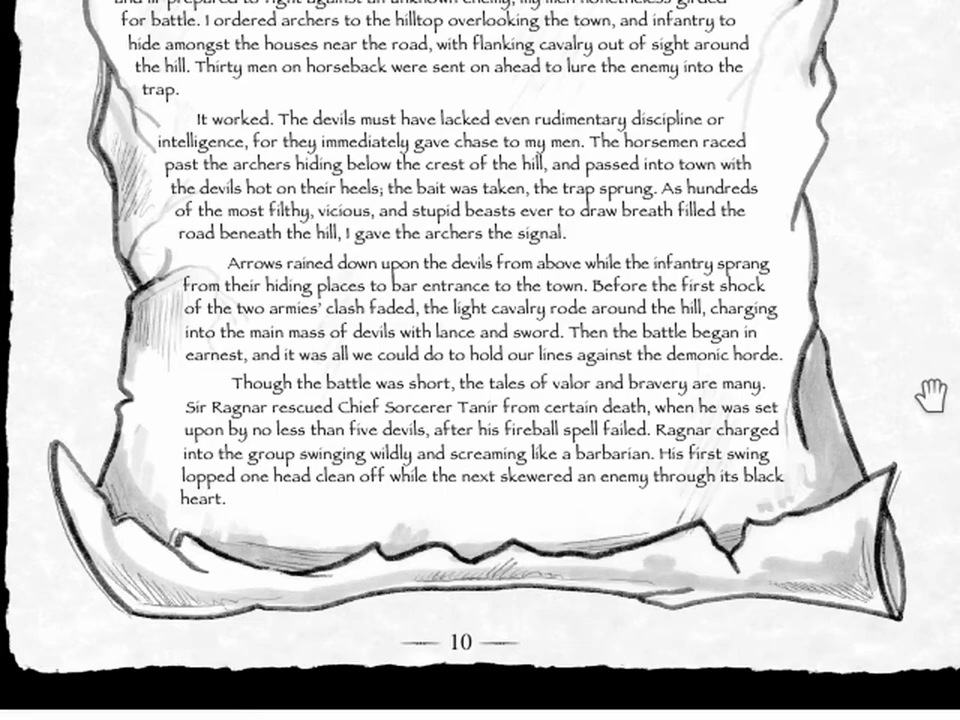 and ill prepared to fight against an unknown enemy, my men nonetheless girded
for battle. I ordered archers to the hilltop overlooking the town, and infantry to
hide amongst the houses near the road, with flanking cavalry out of sight around
the hill. Thirty men on horseback were sent on ahead to lure the enemy into the
trap.
It worked. The devils must have lacked even rudimentary discipline or
intelligence, for they immediately gave chase to my men. The horsemen raced
past the archers hiding below the crest of the hill, and passed into town with
the devils hot on their heels; the bait was taken, the trap sprung. As hundreds
of the most filthy, vicious, and stupid beasts ever to draw breath filled the
road beneath the hill, I gave the archers the signal.
Arrows rained down upon the devils from above while the infantry sprang
from their hiding places to bar entrance to the town. Before the first shock
of the two armies' clash faded, the light cavalry rode around the hill, charging
into the main mass of devils with lance and sword. Then the battle began in
earnest, and it was all we could do to hold our lines against the demonic horde.
Though the battle was short, the tales of valor and bravery are many.
Sir Ragnar rescued Chief Sorcerer Tanir from certain death, when he was set
upon by no less than five devils, after his fireball spell failed. Ragnar charged
into the group swinging wildly and screaming like a barbarian. His first swing
lopped one head clean off while the next skewered an enemy through its black
heart.
10